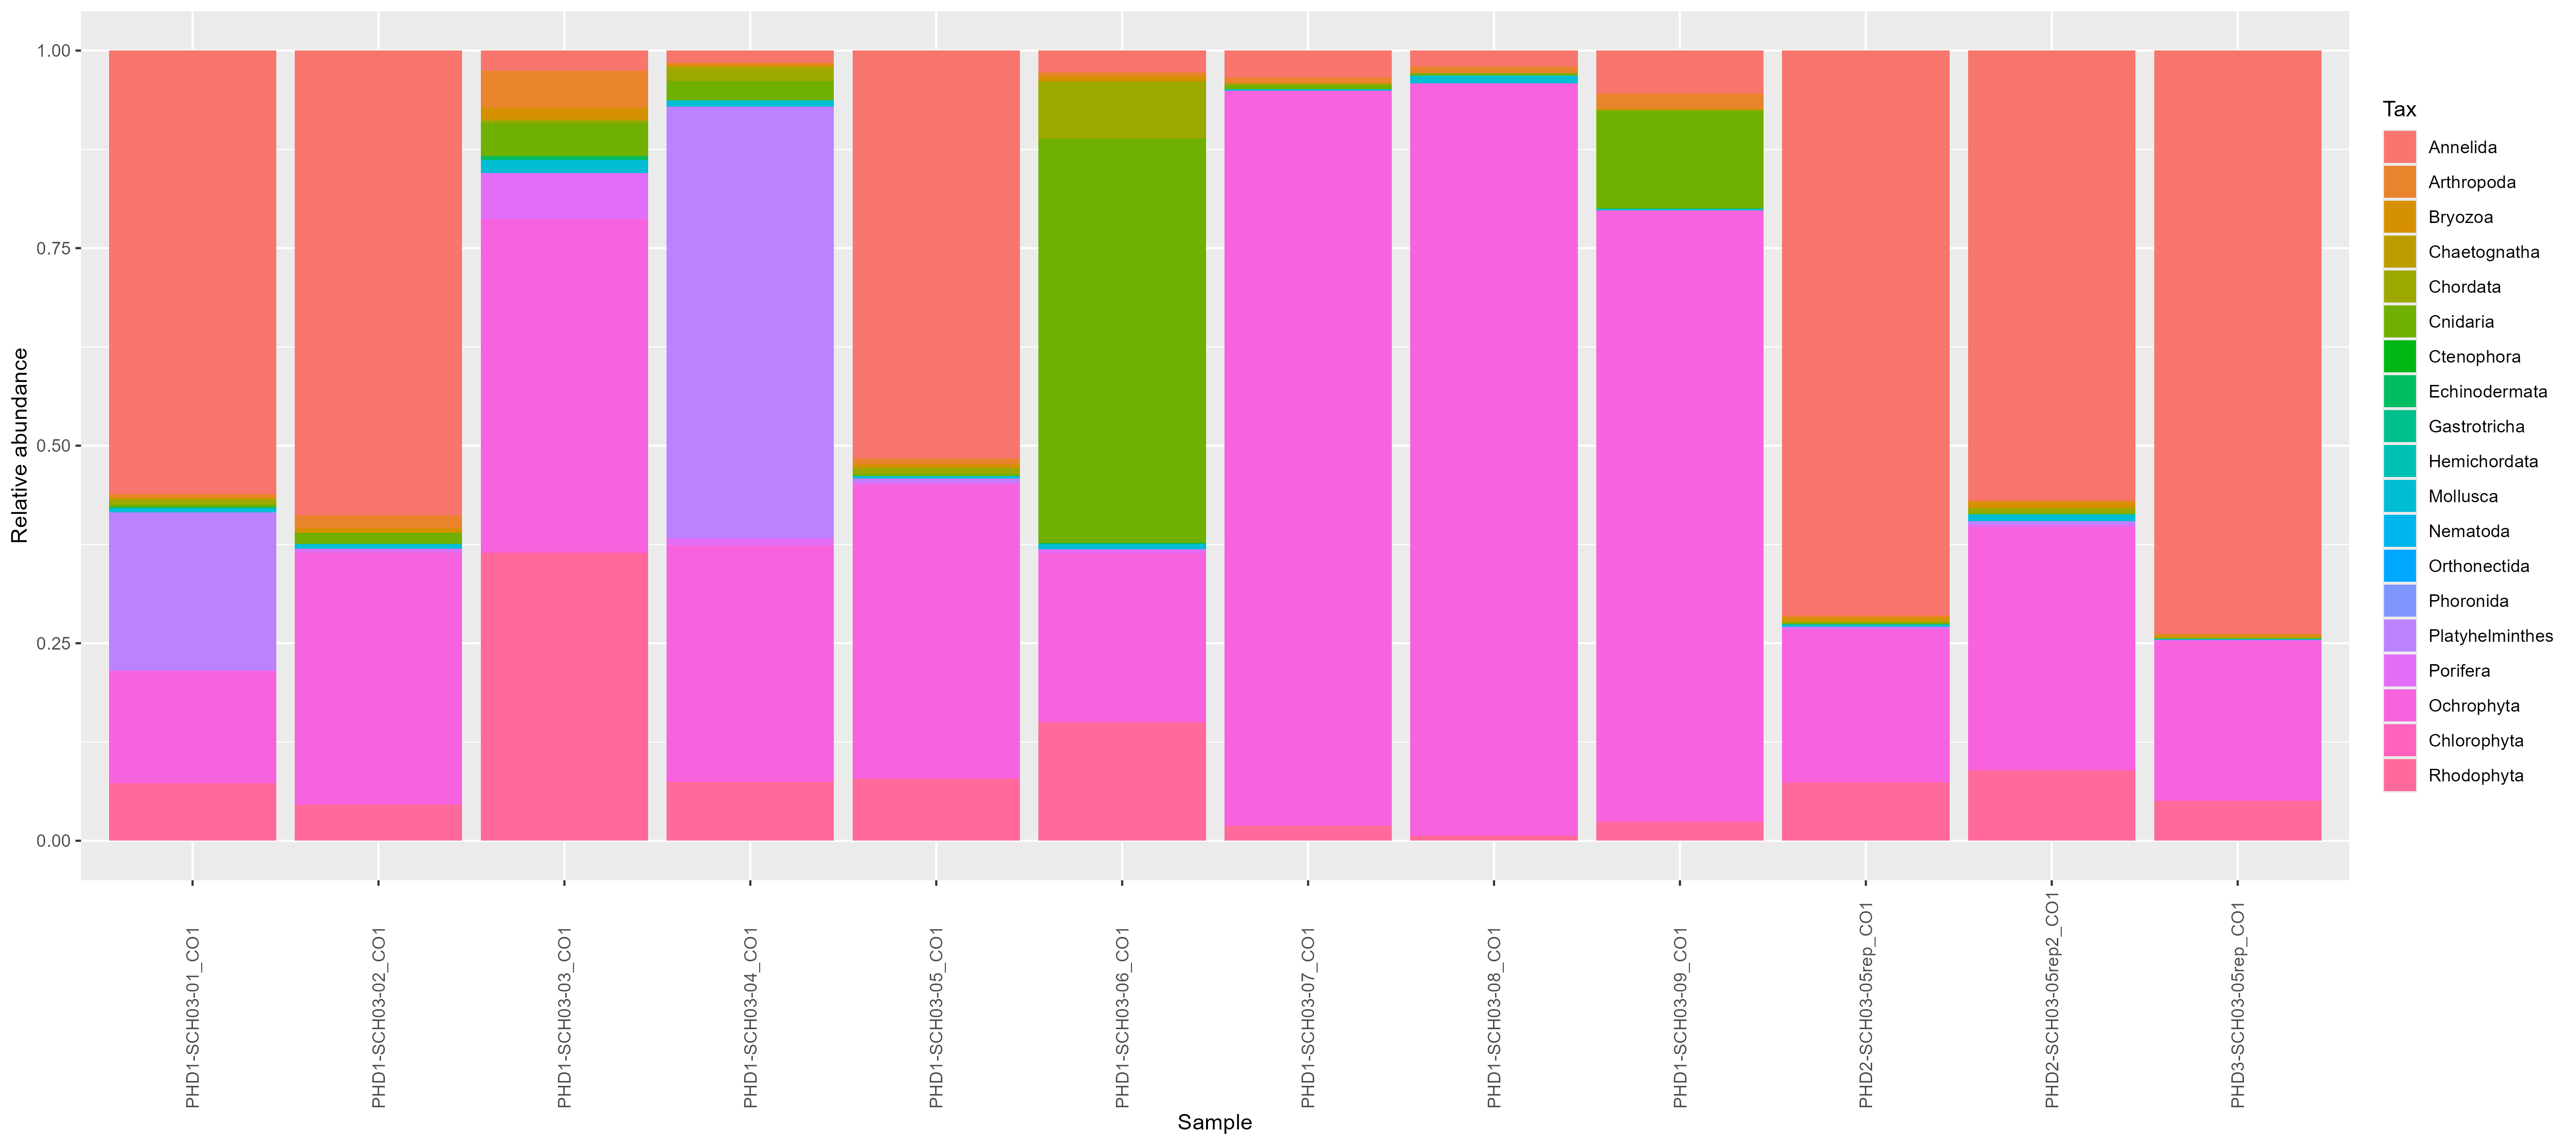 Relative abundance
1.00
0.75
0.50
0.25
0.00
PHD1-SCH03-01_CO1
PHD1-SCH03-02_CO1
PHD1-SCH03-03_CO1
PHD1-SCH03-04_CO1
PHD1-SCH03-05_CO1
PHD1-SCH03-06_CO1
PHD1-SCH03-07_CO1
PHD1-SCH03-08_CO1
PHD1-SCH03-09_CO1
PHD2-SCH03-05rep_CO1
PHD2-SCH03-05rep2_CO1
PHD3-SCH03-05rep_CO1
Sample
Tax
Annelida
Arthropoda
Bryozoa
Chaetognatha
Chordata
Cnidaria
Ctenophora
Echinodermata
Gastrotricha
Hemichordata
Mollusca
Nematoda
Orthonectida
Phoronida
Platyhelminthes
Porifera
Ochrophyta
Chlorophyta
Rhodophyta